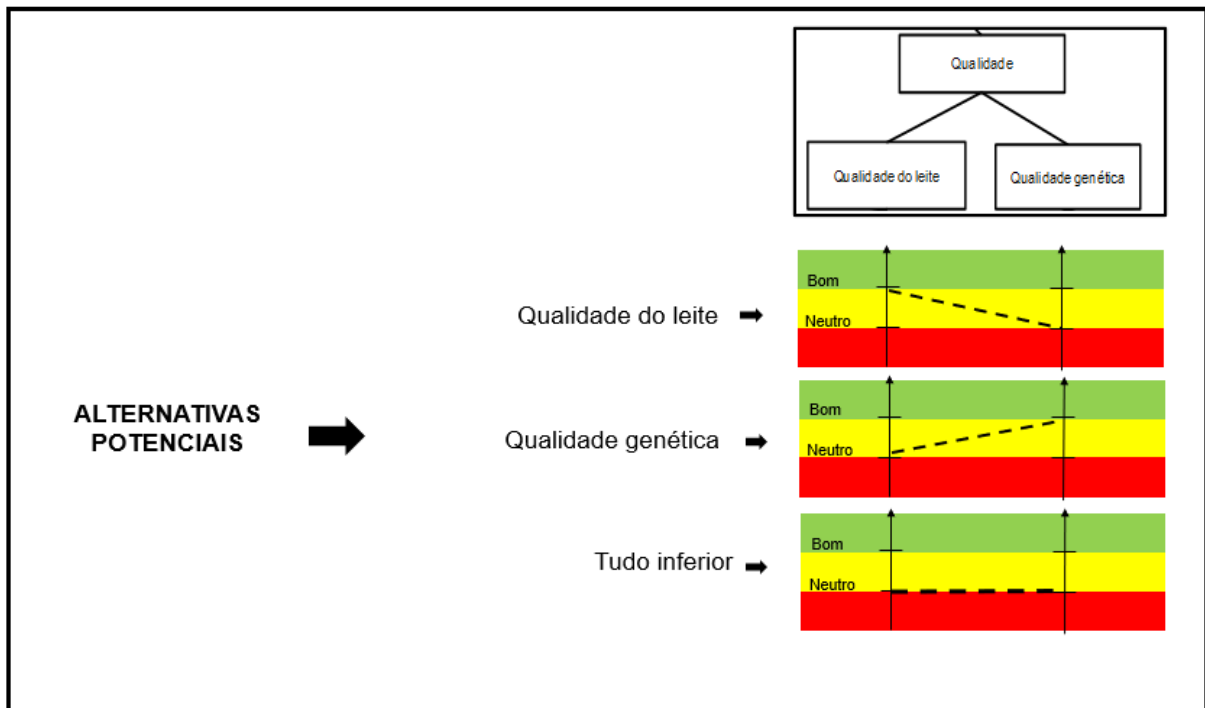 Qualidade
Qualidade do leite
Qualidade genética
Qualidade do leite
Bom
Neutro
ALTERNATIVAS
POTENCIAIS
Qualidade genética
Bom
Neutro
Tudo inferior
Bom
Neutro